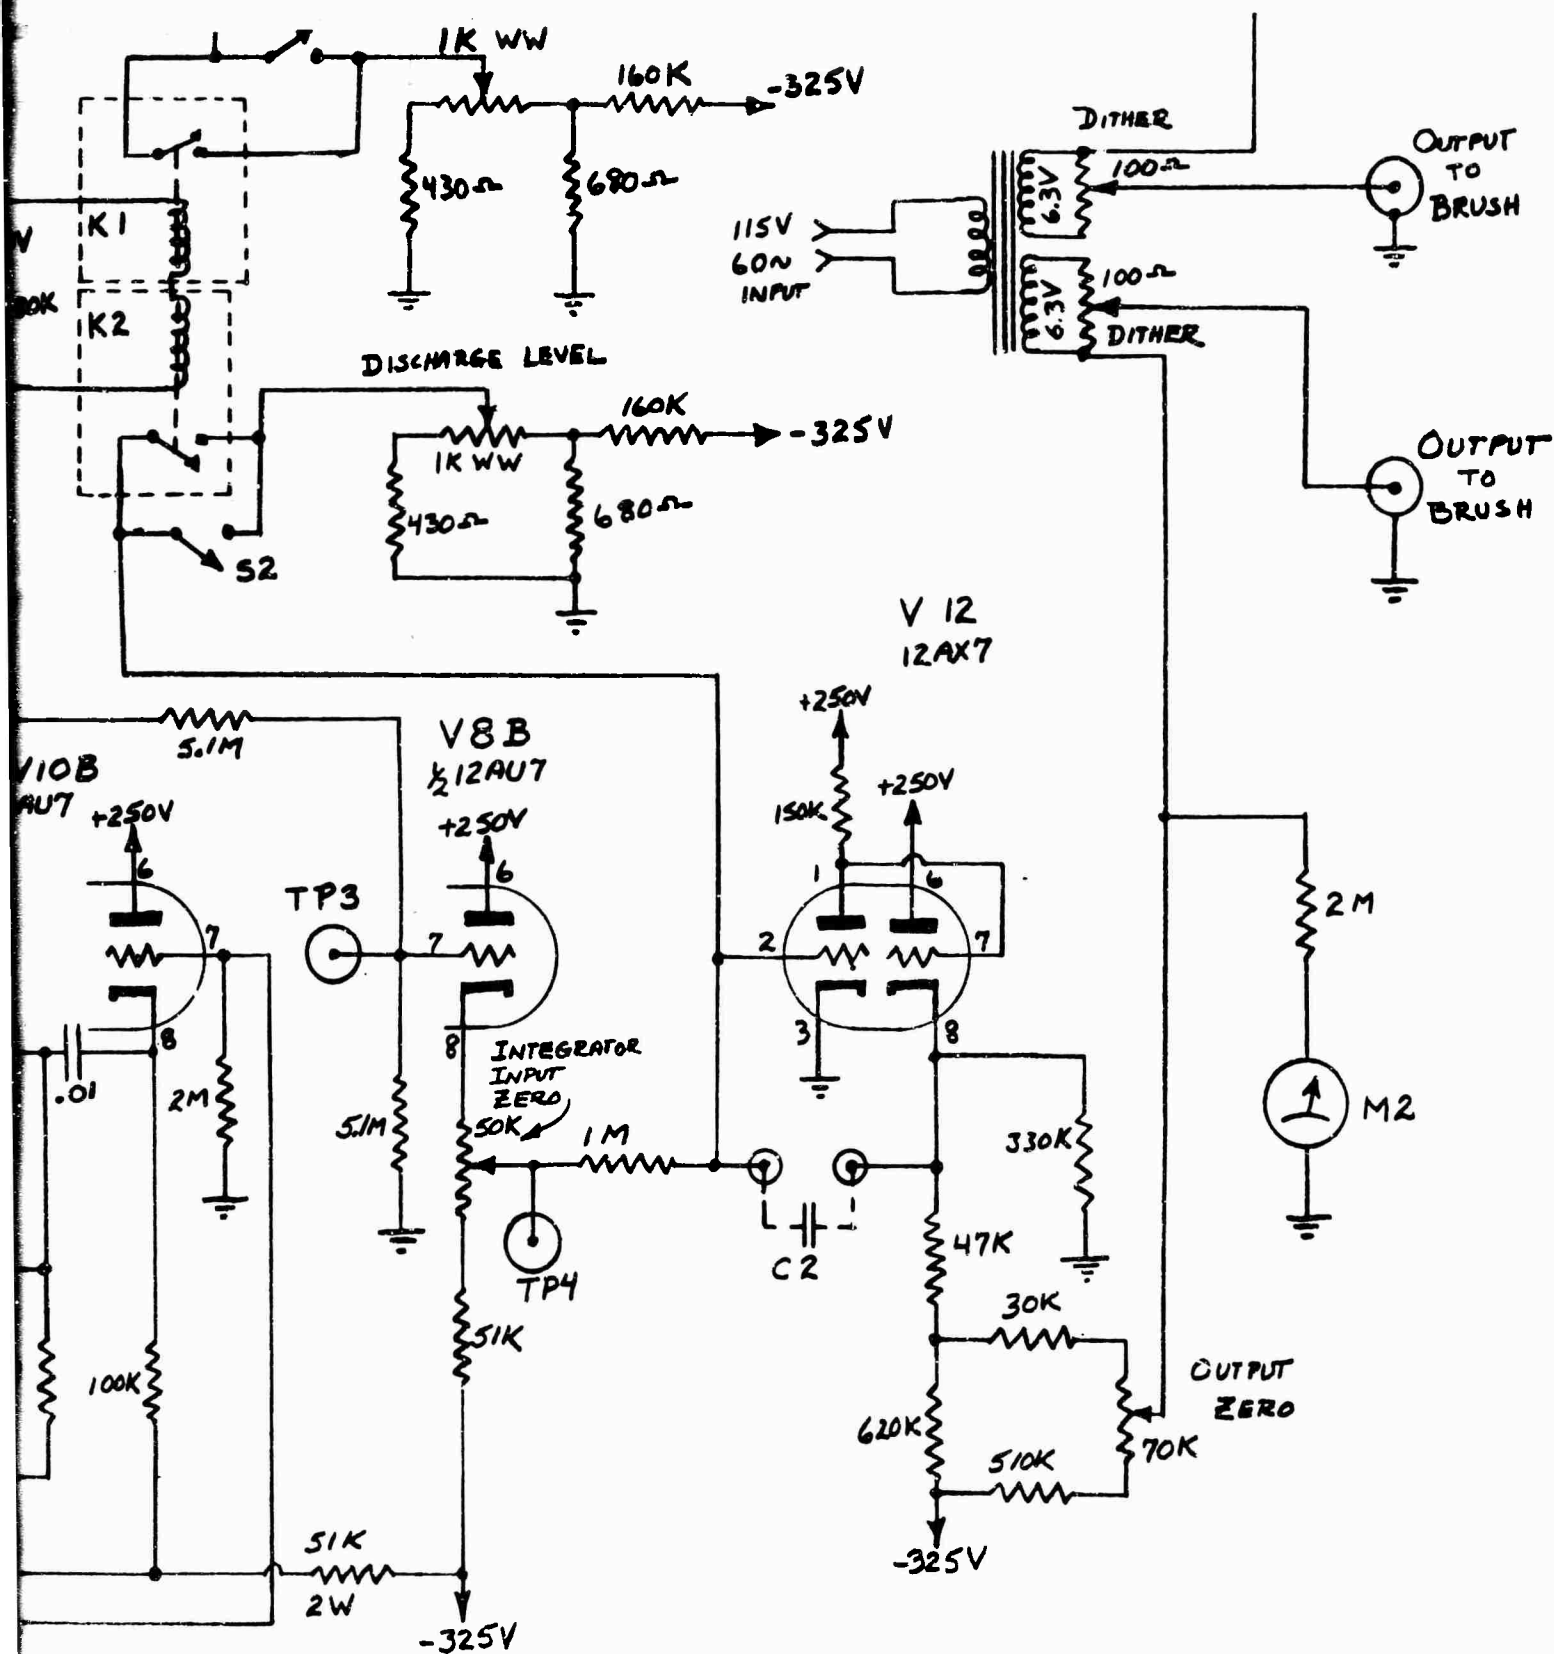 1K WW
160K
-325V
430Ω
680Ω
K1
K2
DISCHARGE LEVEL
160K
-325V
1K WW
430Ω
680Ω
S2
DITHER
100Ω
6.3V
115V
60~
INPUT
6.3V
100Ω
DITHER
OUTPUT
TO
BRUSH
OUTPUT
TO
BRUSH
V 12
12AX7
+250V
150K
+250V
1
6
2
7
3
8
5.1M
V10B
AU7
+250V
6
7
8
.01
2M
100K
V8B
½ 12AU7
+250V
6
TP3
7
8
INTEGRATOR
INPUT
ZERO
50K
5.1M
1M
TP4
51K
C2
330K
47K
30K
620K
510K
70K
OUTPUT
ZERO
-325V
2M
M2
51K
2W
-325V